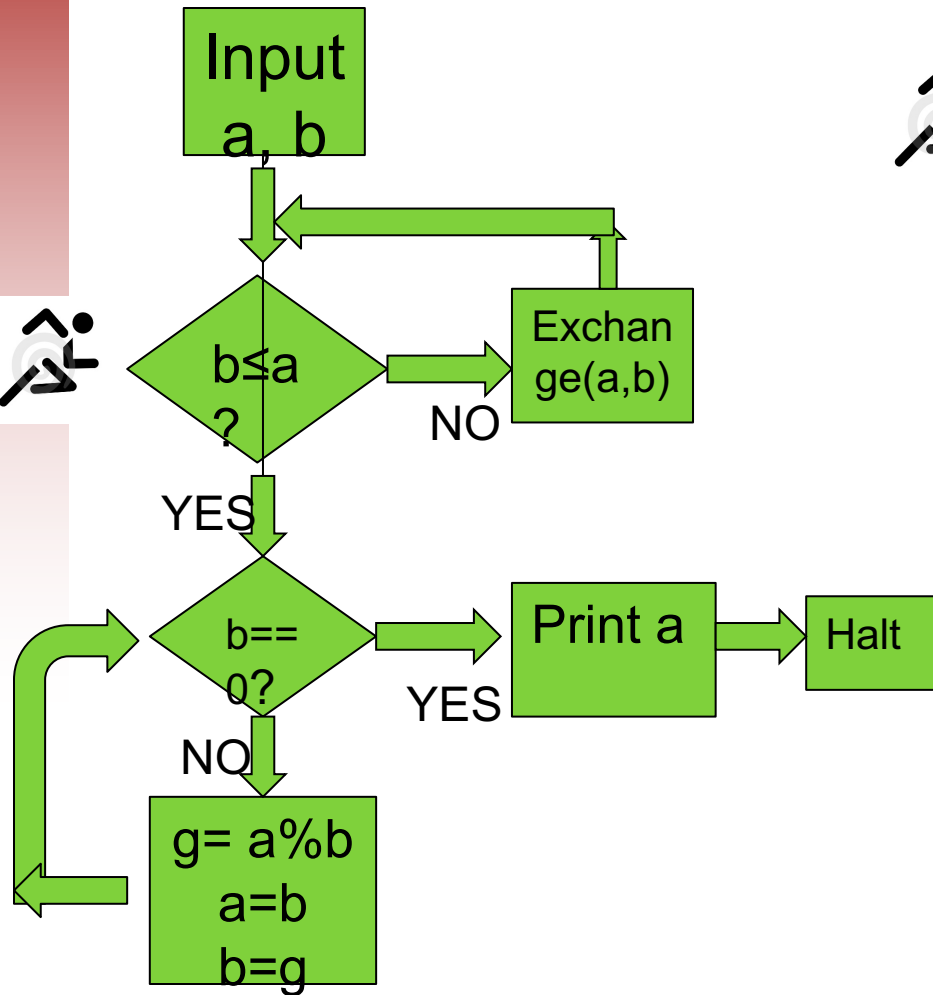 Input
a, b
b≤a
?
NO
Exchan
ge(a,b)
YES
b==
0?
YES
Print a
Halt
NO
g= a%b
a=b
b=g